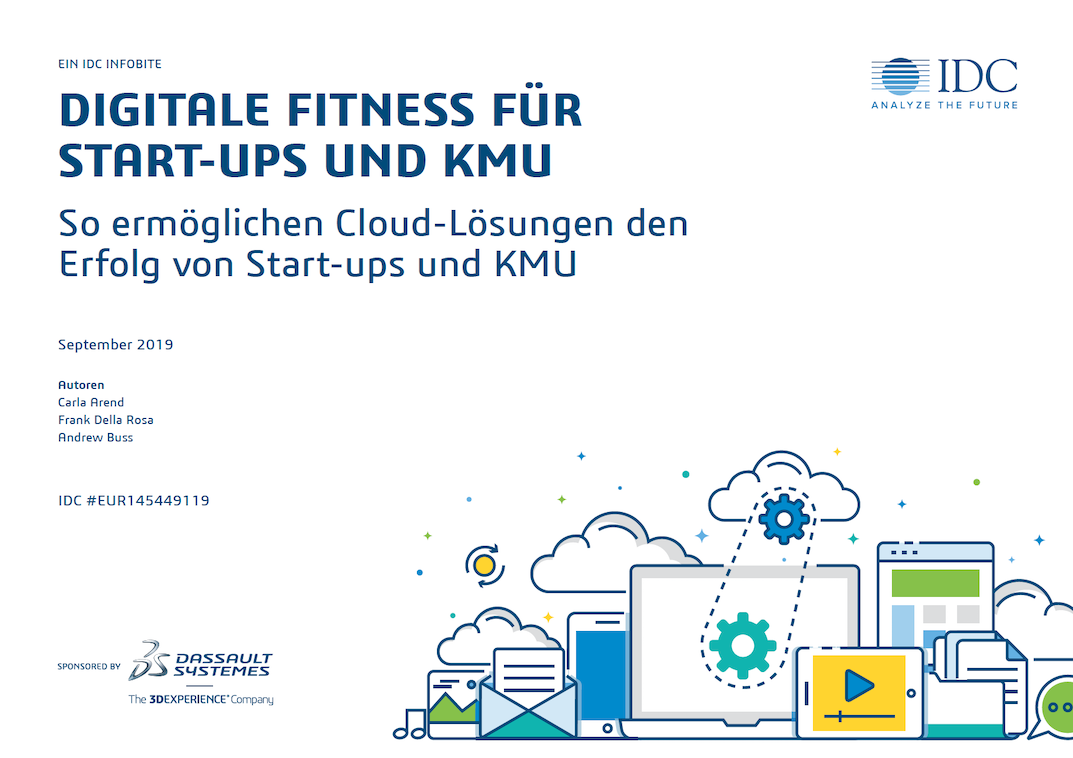 EIN IDC INFOBITE
DIGITALE FITNESS FÜR
START-UPS UND KMU
So ermöglichen Cloud-Lösungen den
Erfolg von Start-ups und KMU
September 2019
Autoren
Carla Arend
Frank Della Rosa
Andrew Buss
IDC #EUR145449119
IDC
ANALYZE THE FUTURE
SPONSORED BY
DASSAULT
SYSTEMES
The 3DEXPERIENCE® Company